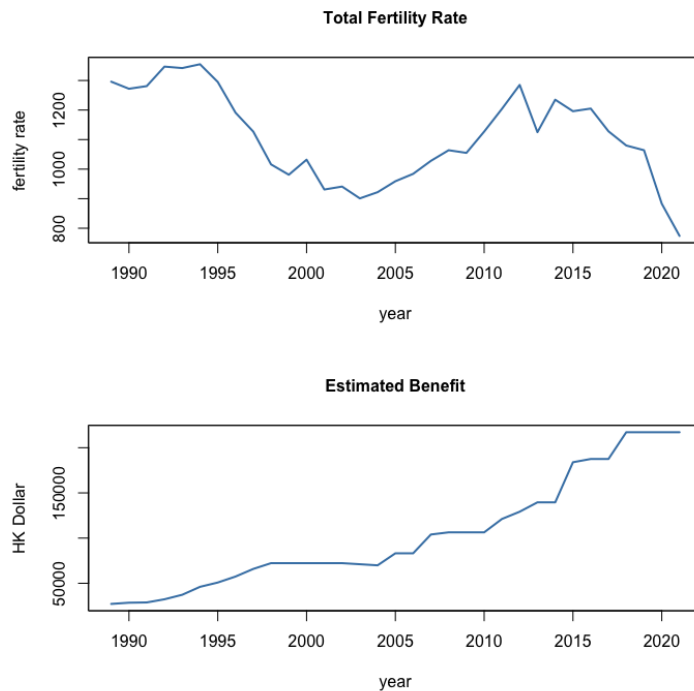 Total Fertility Rate
fertility rate
1200
1000
800
1990 1995 2000 2005 2010 2015 2020
year
Estimated Benefit
HK Dollar
150000
50000
1990 1995 2000 2005 2010 2015 2020
year